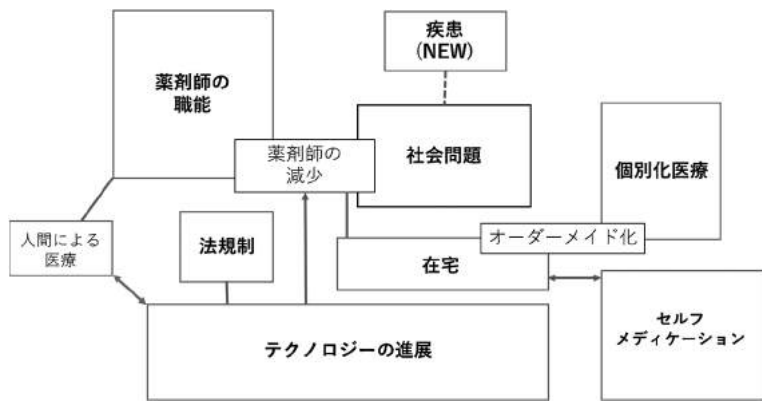 疾患
(NEW)
薬剤師の
職能
薬剤師の
減少
社会問題
個別化医療
人間による
医療
法規制
オーダーメイド化
在宅
テクノロジーの進展
セルフ
メディケーション